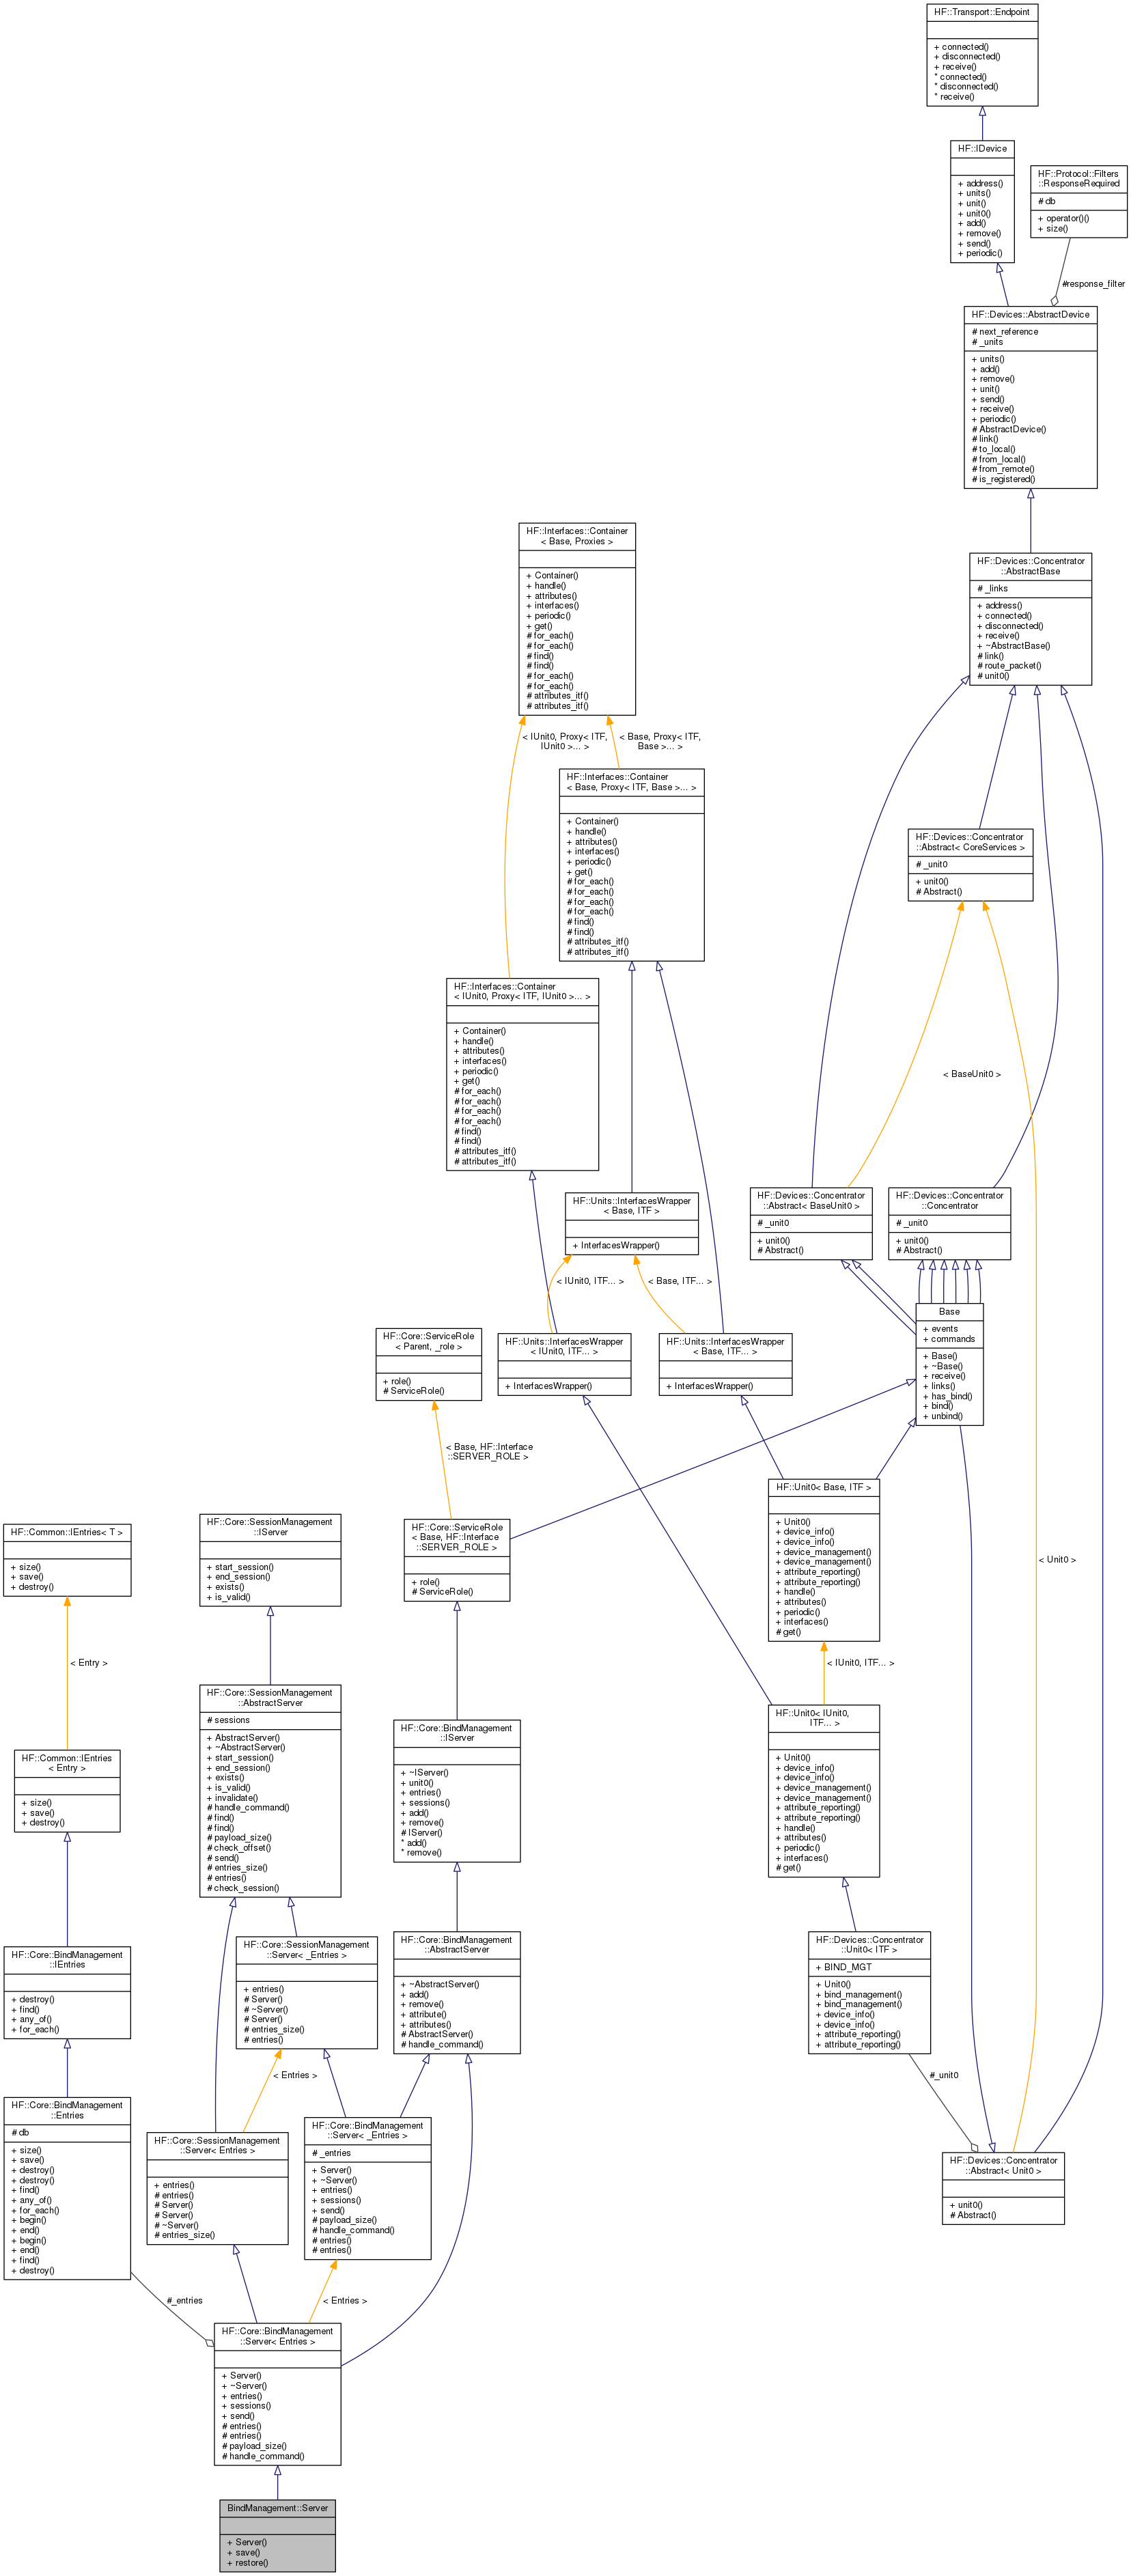 HF::Transport::Endpoint
+ connected()
+ disconnected()
+ receive()
* connected()
* disconnected()
* receive()
HF::IDevice
+ address()
+ units()
+ unit()
+ unit0()
+ add()
+ remove()
+ send()
+ periodic()
HF::Protocol::Filters
::ResponseRequired
# db
+ operator()()
+ size()
#response_filter
HF::Devices::AbstractDevice
# next_reference
# _units
+ units()
+ add()
+ remove()
+ unit()
+ send()
+ receive()
+ periodic()
# AbstractDevice()
# link()
# to_local()
# from_local()
# from_remote()
# is_registered()
HF::Interfaces::Container
< Base, Proxies >
+ Container()
+ handle()
+ attributes()
+ interfaces()
+ periodic()
+ get()
# for_each()
# for_each()
# find()
# find()
# for_each()
# for_each()
# attributes_itf()
# attributes_itf()
HF::Devices::Concentrator
::AbstractBase
# _links
+ address()
+ connected()
+ disconnected()
+ receive()
+ ~AbstractBase()
# link()
# route_packet()
# unit0()
< IUnit0, Proxy< ITF,
IUnit0 >... >
< Base, Proxy< ITF,
Base >... >
HF::Interfaces::Container
< Base, Proxy< ITF, Base >... >
+ Container()
+ handle()
+ attributes()
+ interfaces()
+ periodic()
+ get()
# for_each()
# for_each()
# for_each()
# for_each()
# find()
# find()
# attributes_itf()
# attributes_itf()
HF::Devices::Concentrator
::Abstract< CoreServices >
# _unit0
+ unit0()
# Abstract()
HF::Interfaces::Container
< IUnit0, Proxy< ITF, IUnit0 >... >
+ Container()
+ handle()
+ attributes()
+ interfaces()
+ periodic()
+ get()
# for_each()
# for_each()
# for_each()
# for_each()
# find()
# find()
# attributes_itf()
# attributes_itf()
< BaseUnit0 >
HF::Units::InterfacesWrapper
< Base, ITF >
+ InterfacesWrapper()
HF::Devices::Concentrator
::Abstract< BaseUnit0 >
# _unit0
+ unit0()
# Abstract()
HF::Devices::Concentrator
::Concentrator
# _unit0
+ unit0()
# Abstract()
< IUnit0, ITF... >
< Base, ITF... >
Base
+ events
+ commands
+ Base()
+ ~Base()
+ receive()
+ links()
+ has_bind()
+ bind()
+ unbind()
HF::Core::ServiceRole
< Parent, _role >
+ role()
# ServiceRole()
HF::Units::InterfacesWrapper
< IUnit0, ITF... >
+ InterfacesWrapper()
HF::Units::InterfacesWrapper
< Base, ITF... >
+ InterfacesWrapper()
< Base, HF::Interface
::SERVER_ROLE >
HF::Unit0< Base, ITF >
+ Unit0()
+ device_info()
+ device_info()
+ device_management()
+ device_management()
+ attribute_reporting()
+ attribute_reporting()
+ handle()
+ attributes()
+ periodic()
+ interfaces()
# get()
HF::Common::IEntries< T >
+ size()
+ save()
+ destroy()
HF::Core::SessionManagement
::IServer
+ start_session()
+ end_session()
+ exists()
+ is_valid()
HF::Core::ServiceRole
< Base, HF::Interface
::SERVER_ROLE >
+ role()
# ServiceRole()
< Unit0 >
< Entry >
< IUnit0, ITF... >
HF::Core::SessionManagement
::AbstractServer
# sessions
+ AbstractServer()
+ ~AbstractServer()
+ start_session()
+ end_session()
+ exists()
+ is_valid()
+ invalidate()
# handle_command()
# find()
# find()
# payload_size()
# check_offset()
# send()
# entries_size()
# entries()
# check_session()
HF::Unit0< IUnit0,
ITF... >
+ Unit0()
+ device_info()
+ device_info()
+ device_management()
+ device_management()
+ attribute_reporting()
+ attribute_reporting()
+ handle()
+ attributes()
+ periodic()
+ interfaces()
# get()
HF::Core::BindManagement
::IServer
+ ~IServer()
+ unit0()
+ entries()
+ sessions()
+ add()
+ remove()
# IServer()
* add()
* remove()
HF::Common::IEntries
< Entry >
+ size()
+ save()
+ destroy()
HF::Core::BindManagement
::IEntries
+ destroy()
+ find()
+ any_of()
+ for_each()
HF::Core::SessionManagement
::Server< _Entries >
+ entries()
# Server()
# ~Server()
# Server()
# entries_size()
# entries()
HF::Core::BindManagement
::AbstractServer
+ ~AbstractServer()
+ add()
+ remove()
+ attribute()
+ attributes()
# AbstractServer()
# handle_command()
HF::Devices::Concentrator
::Unit0< ITF >
+ BIND_MGT
+ Unit0()
+ bind_management()
+ bind_management()
+ device_info()
+ device_info()
+ attribute_reporting()
+ attribute_reporting()
< Entries >
#_unit0
HF::Core::BindManagement
::Entries
# db
+ size()
+ save()
+ destroy()
+ destroy()
+ find()
+ any_of()
+ for_each()
+ begin()
+ end()
+ begin()
+ end()
+ find()
+ destroy()
HF::Core::SessionManagement
::Server< Entries >
+ entries()
# entries()
# Server()
# Server()
# ~Server()
# entries_size()
HF::Core::BindManagement
::Server< _Entries >
# _entries
+ Server()
+ ~Server()
+ entries()
+ sessions()
+ send()
# payload_size()
# handle_command()
# entries()
# entries()
HF::Devices::Concentrator
::Abstract< Unit0 >
+ unit0()
# Abstract()
#_entries
< Entries >
HF::Core::BindManagement
::Server< Entries >
+ Server()
+ ~Server()
+ entries()
+ sessions()
+ send()
# entries()
# entries()
# payload_size()
# handle_command()
BindManagement::Server
+ Server()
+ save()
+ restore()